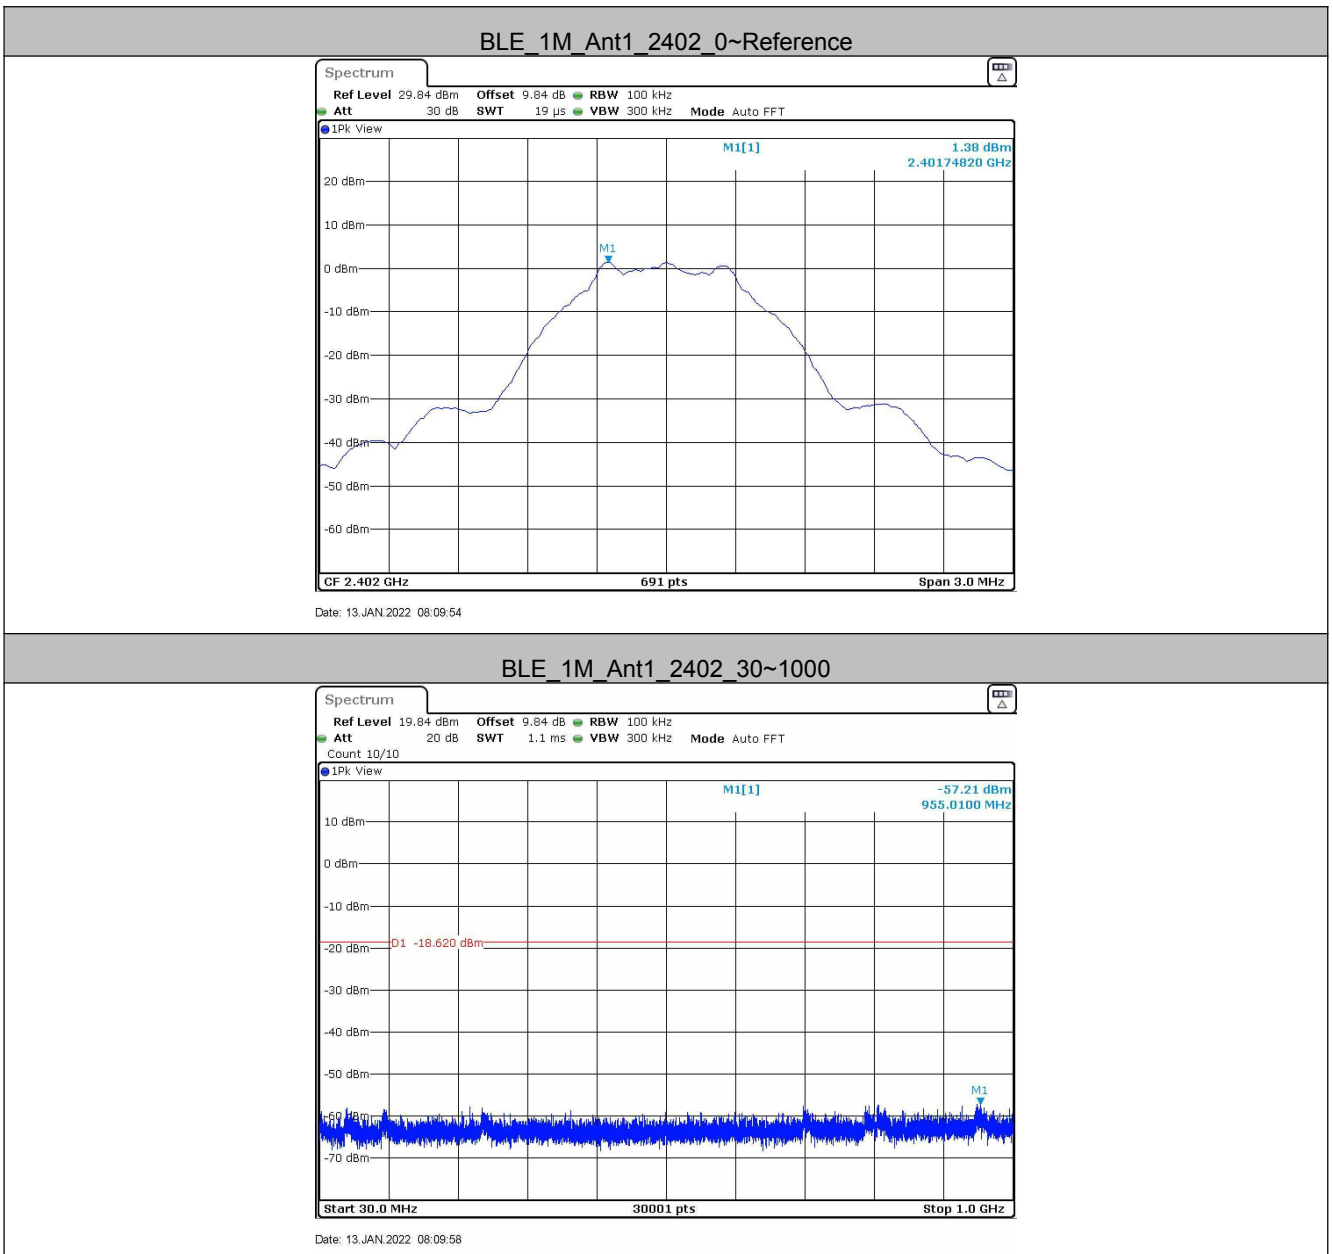 BLE_1M_Ant1_2402_0~Reference
Spectrum
Ref Level 29.84 dBm Offset 9.84 dB RBW 100 kHz
Att 30 dB SWT 19 µs VBW 300 kHz Mode Auto FFT
1Pk View
M1[1] 1.38 dBm
2.40174820 GHz
20 dBm
10 dBm
M1
0 dBm
-10 dBm
-20 dBm
-30 dBm
-40 dBm
-50 dBm
-60 dBm
CF 2.402 GHz 691 pts Span 3.0 MHz
Date: 13.JAN.2022 08:09:54
BLE_1M_Ant1_2402_30~1000
Spectrum
Ref Level 19.84 dBm Offset 9.84 dB RBW 100 kHz
Att 20 dB SWT 1.1 ms VBW 300 kHz Mode Auto FFT
Count 10/10
1Pk View
M1[1] -57.21 dBm
955.0100 MHz
10 dBm
0 dBm
-10 dBm
D1 -18.620 dBm
-20 dBm
-30 dBm
-40 dBm
-50 dBm
M1
-60 dBm
-70 dBm
Start 30.0 MHz 30001 pts Stop 1.0 GHz
Date: 13.JAN.2022 08:09:58